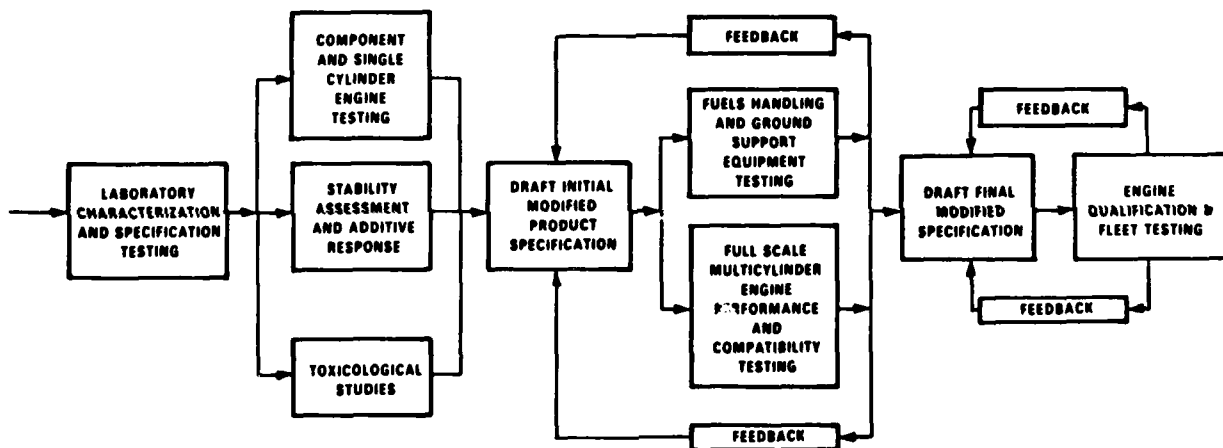 LABORATORY
CHARACTERIZATION
AND SPECIFICATION
TESTING
COMPONENT
AND SINGLE
CYLINDER
ENGINE
TESTING
STABILITY
ASSESSMENT
AND ADDITIVE
RESPONSE
TOXICOLOGICAL
STUDIES
DRAFT INITIAL
MODIFIED
PRODUCT
SPECIFICATION
FEEDBACK
FUELS HANDLING
AND GROUND
SUPPORT
EQUIPMENT
TESTING
FULL SCALE
MULTICYLINDER
ENGINE
PERFORMANCE
AND
COMPATIBILITY
TESTING
FEEDBACK
FEEDBACK
DRAFT FINAL
MODIFIED
SPECIFICATION
ENGINE
QUALIFICATION &
FLEET TESTING
FEEDBACK